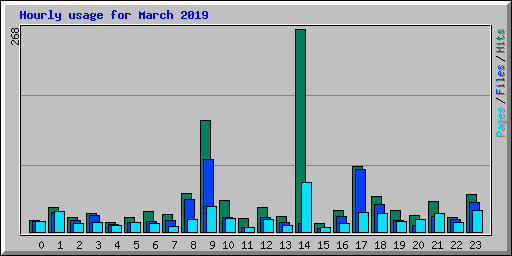 Hourly usage for March 2019
268
Pages/Files/Hits
0 1 2 3 4 5 6 7 8 9 10 11 12 13 14 15 16 17 18 19 20 21 22 23